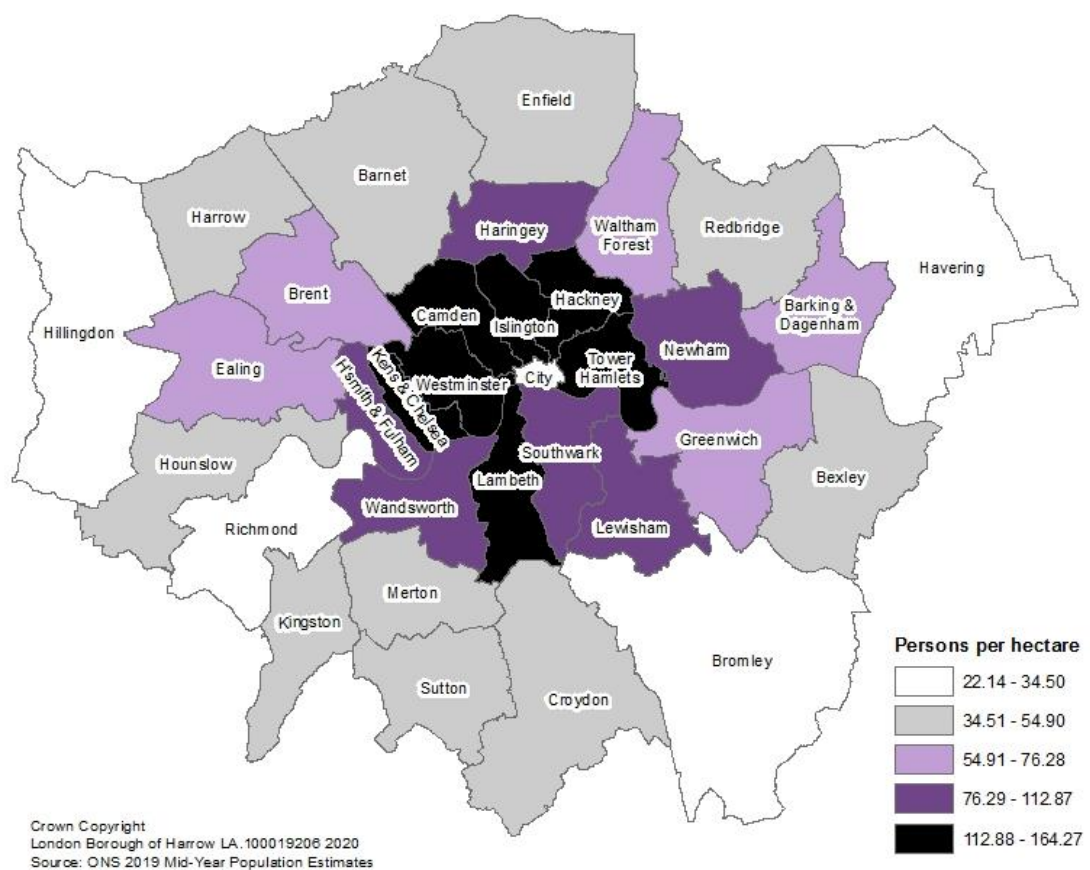 Enfield
Barnet
Harrow
Haringey
Waltham
Forest
Redbridge
Havering
Brent
Camden
Islington
Hackney
Barking &
Dagenham
Hillingdon
Ealing
Kens & Chelsea
H'smith & Fulham
Westminster
City
Tower
Hamlets
Newham
Hounslow
Greenwich
Southwark
Lambeth
Bexley
Wandsworth
Lewisham
Richmond
Merton
Kingston
Sutton
Croydon
Bromley
Persons per hectare
22.14 - 34.50
34.51 - 54.90
54.91 - 76.28
76.29 - 112.87
112.88 - 164.27
Crown Copyright
London Borough of Harrow LA.100019206 2020
Source: ONS 2019 Mid-Year Population Estimates